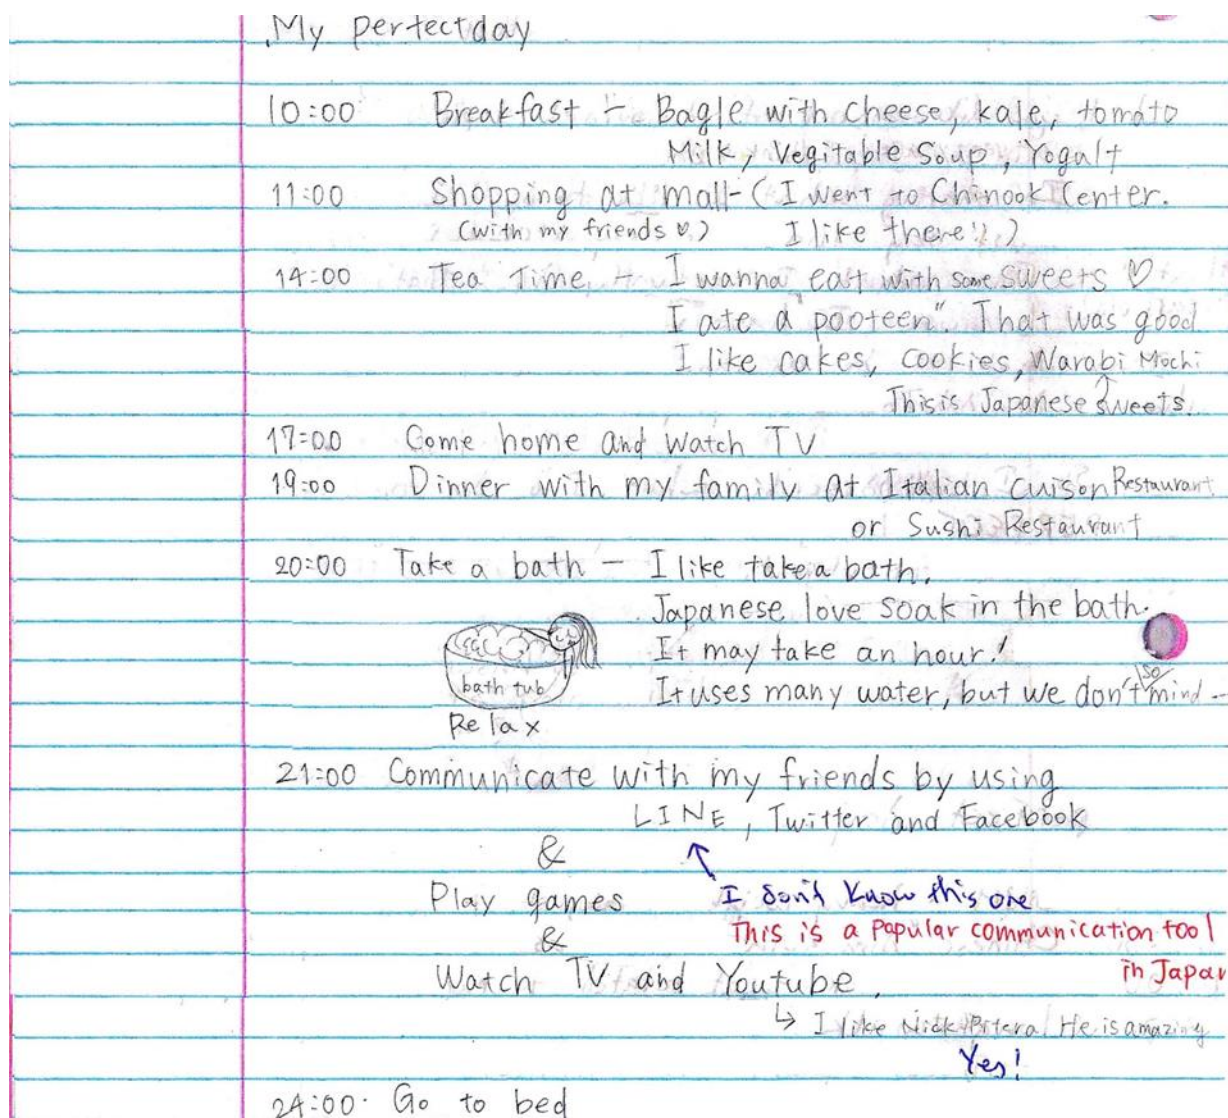 My perfectday
10:00 Breakfast - Bagle with cheese, kale, tomato
Milk, Vegitable Soup, Yogalt
11:00 Shopping at mall - (I went to Chinook Center.
(with my friends ♡) I like there!!)
14:00 Tea Time - I wanna eat with some sweets ♡
I ate a "pooteen". That was good
I like cakes, cookies, Warabi Mochi
This is Japanese sweets.
17:00 Come home and watch TV
19:00 Dinner with my family at Italian cuison Restaurant
or Sushi Restaurant
20:00 Take a bath - I like take a bath.
Japanese love soak in the bath.
It may take an hour!
bath tub
It uses many water, but we don't so mind -
Relax
21:00 Communicate with my friends by using
LINE, Twitter and Facebook
&
Play games
I don't know this one
&
This is a Popular communication tool
in Japan
Watch TV and Youtube.
↳ I like Nick Pitera. He is amazing
Yes!
24:00. Go to bed